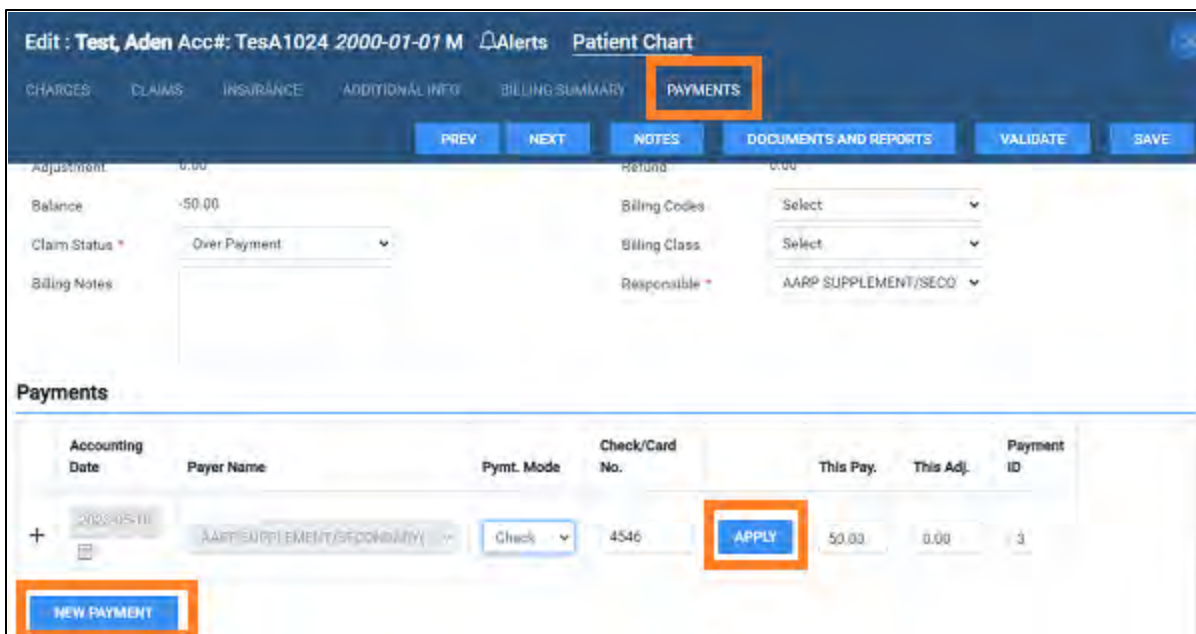 Edit : Test, Aden Acc#: TesA1024 2000-01-01 M Alerts Patient Chart
CHARGES CLAIMS INSURANCE ADDITIONAL INFO BILLING SUMMARY PAYMENTS
PREV NEXT NOTES DOCUMENTS AND REPORTS VALIDATE SAVE
Adjustment 0.00 Refund 0.00
Balance -50.00 Billing Codes Select
Claim Status * Over Payment Billing Class Select
Billing Notes Responsible * AARP SUPPLEMENT/SECO
Payments
Accounting Date Payer Name Pymt. Mode Check/Card No. This Pay. This Adj. Payment ID
+ AARP SUPPLEMENT/SECONDARY( Check 4546 APPLY 50.00 0.00 3
NEW PAYMENT